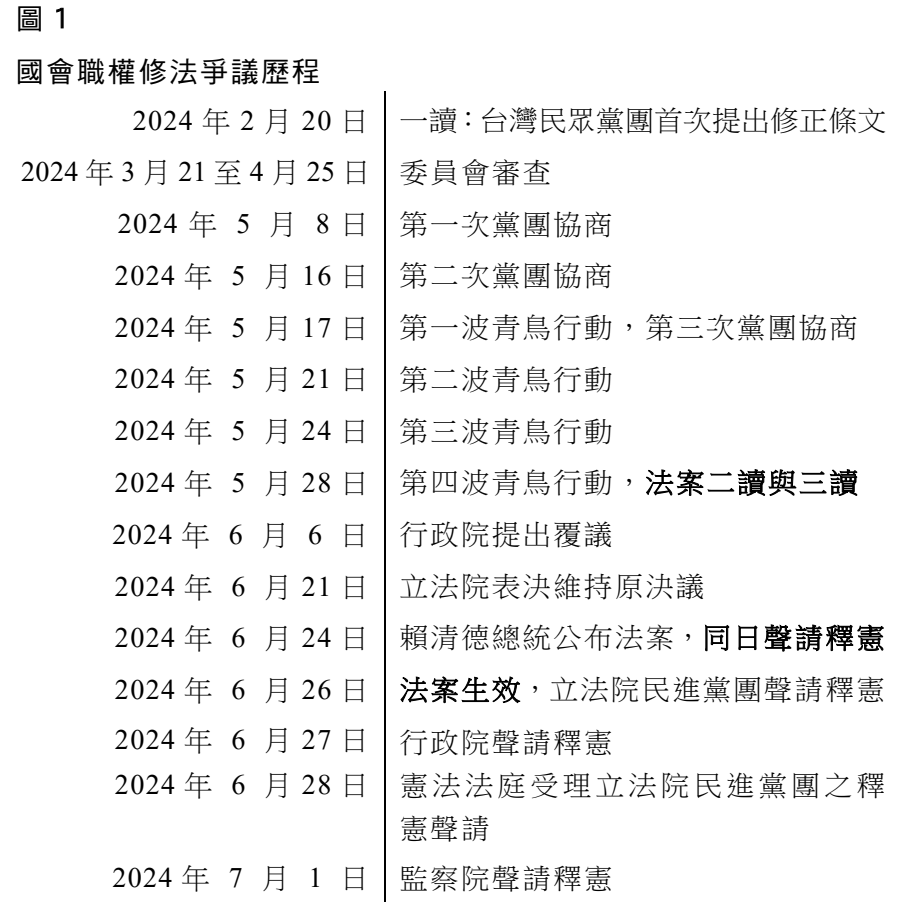 圖 1
國會職權修法爭議歷程
2024 年 2 月 20 日 一讀：台灣民眾黨團首次提出修正條文
2024 年 3 月 21 至 4 月 25 日 委員會審查
2024 年 5 月 8 日 第一次黨團協商
2024 年 5 月 16 日 第二次黨團協商
2024 年 5 月 17 日 第一波青鳥行動，第三次黨團協商
2024 年 5 月 21 日 第二波青鳥行動
2024 年 5 月 24 日 第三波青鳥行動
2024 年 5 月 28 日 第四波青鳥行動，法案二讀與三讀
2024 年 6 月 6 日 行政院提出覆議
2024 年 6 月 21 日 立法院表決維持原決議
2024 年 6 月 24 日 賴清德總統公布法案，同日聲請釋憲
2024 年 6 月 26 日 法案生效，立法院民進黨團聲請釋憲
2024 年 6 月 27 日 行政院聲請釋憲
2024 年 6 月 28 日 憲法法庭受理立法院民進黨團之釋
憲聲請
2024 年 7 月 1 日 監察院聲請釋憲